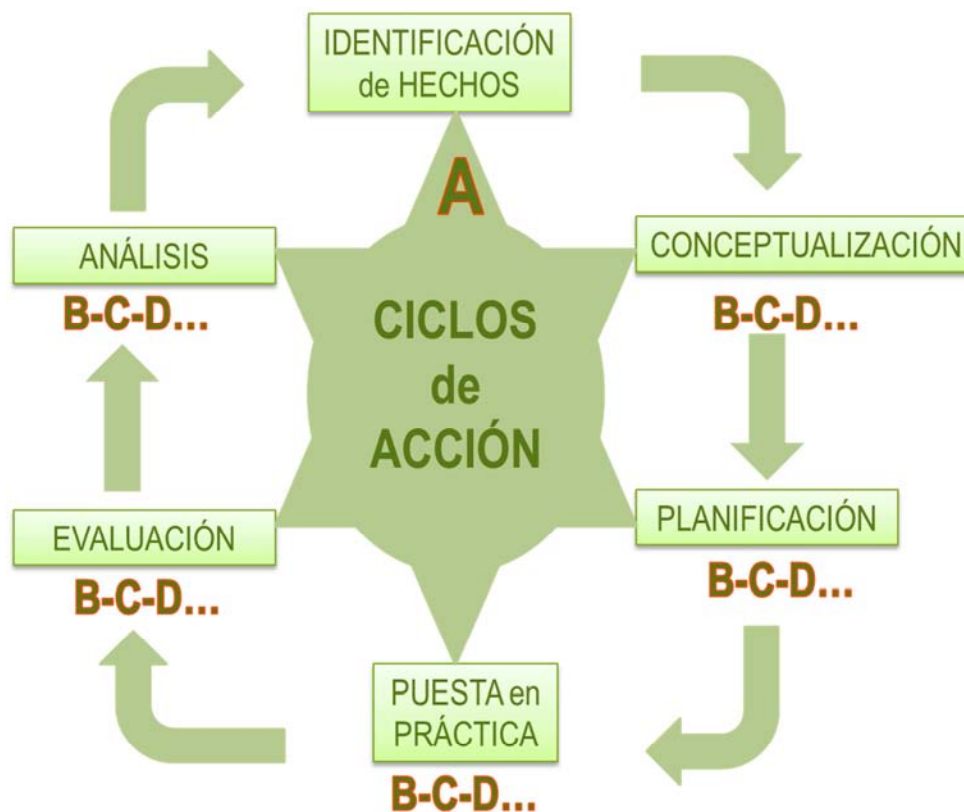 IDENTIFICACIÓN
de HECHOS
A
CONCEPTUALIZACIÓN
B-C-D...
PLANIFICACIÓN
B-C-D...
PUESTA en
PRÁCTICA
B-C-D...
EVALUACIÓN
B-C-D...
ANÁLISIS
B-C-D...
CICLOS
de
ACCIÓN